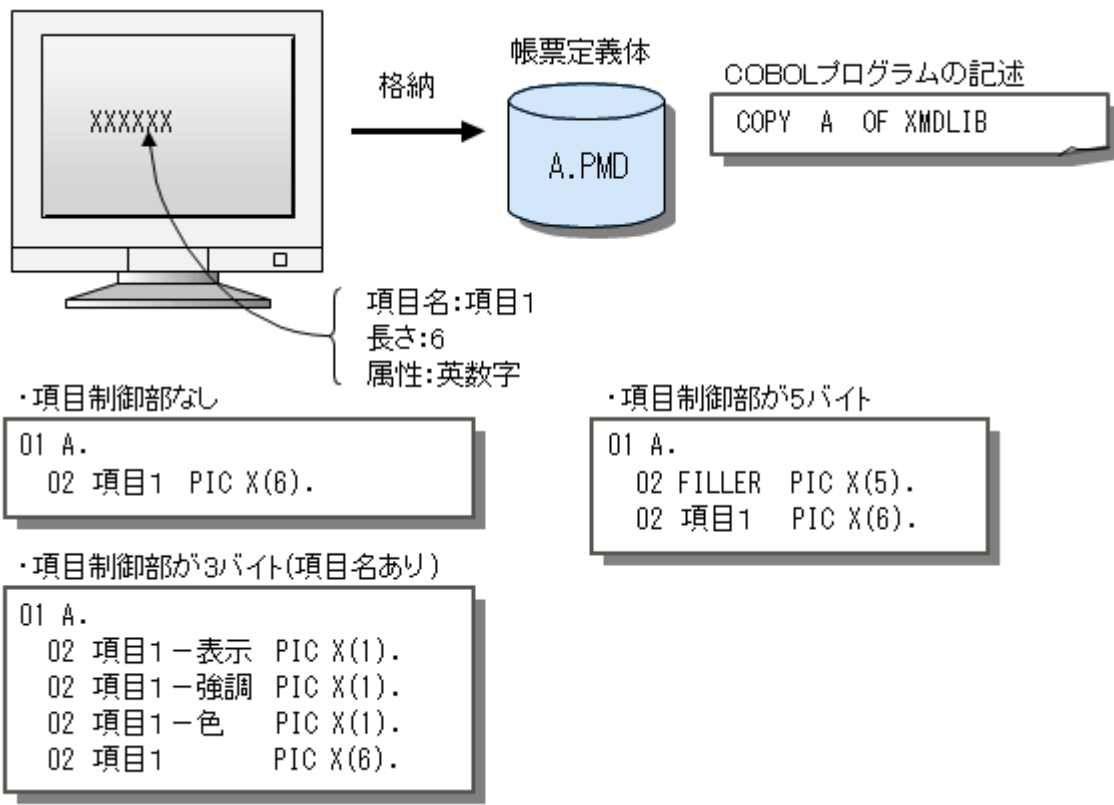 XXXXXX
格納
帳票定義体
A.PMD
COBOLプログラムの記述
COPY A OF XMDLIB
項目名:項目1
長さ:6
属性:英数字
・項目制御部なし
01 A.
02 項目1 PIC X(6).
・項目制御部が5バイト
01 A.
02 FILLER PIC X(5).
02 項目1 PIC X(6).
・項目制御部が3バイト(項目名あり)
01 A.
02 項目1－表示 PIC X(1).
02 項目1－強調 PIC X(1).
02 項目1－色 PIC X(1).
02 項目1 PIC X(6).